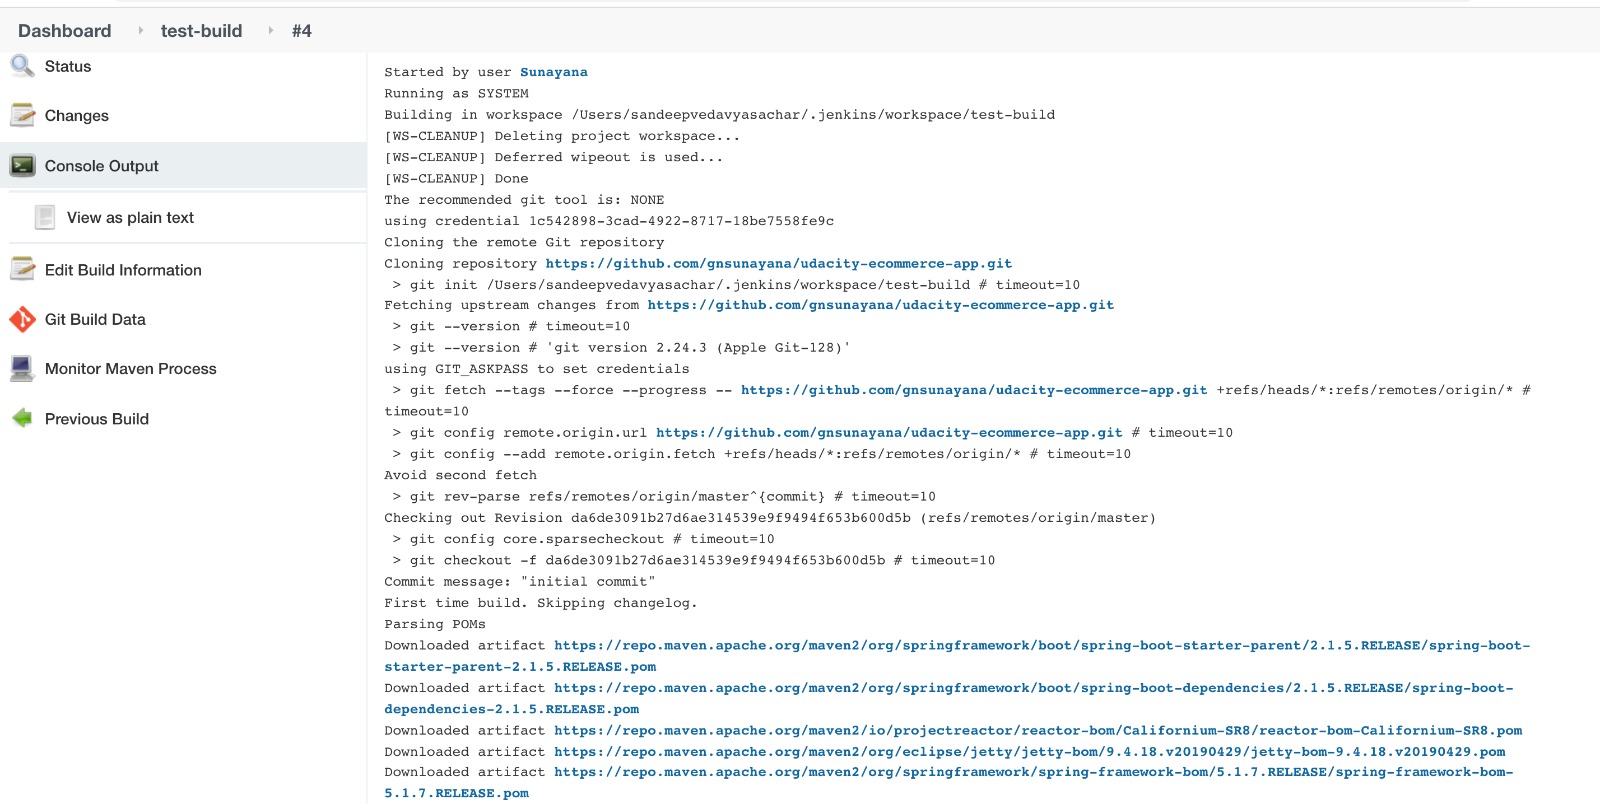 Dashboard test-build #4
Status
Changes
Console Output
View as plain text
Edit Build Information
Git Build Data
Monitor Maven Process
Previous Build
Started by user Sunayana
Running as SYSTEM
Building in workspace /Users/sandeepvedavyasachar/.jenkins/workspace/test-build
[WS-CLEANUP] Deleting project workspace...
[WS-CLEANUP] Deferred wipeout is used...
[WS-CLEANUP] Done
The recommended git tool is: NONE
using credential 1c542898-3cad-4922-8717-18be7558fe9c
Cloning the remote Git repository
Cloning repository https://github.com/gnsunayana/udacity-ecommerce-app.git
> git init /Users/sandeepvedavyasachar/.jenkins/workspace/test-build # timeout=10
Fetching upstream changes from https://github.com/gnsunayana/udacity-ecommerce-app.git
> git --version # timeout=10
> git --version # 'git version 2.24.3 (Apple Git-128)'
using GIT_ASKPASS to set credentials
> git fetch --tags --force --progress -- https://github.com/gnsunayana/udacity-ecommerce-app.git +refs/heads/*:refs/remotes/origin/* #
timeout=10
> git config remote.origin.url https://github.com/gnsunayana/udacity-ecommerce-app.git # timeout=10
> git config --add remote.origin.fetch +refs/heads/*:refs/remotes/origin/* # timeout=10
Avoid second fetch
> git rev-parse refs/remotes/origin/master^{commit} # timeout=10
Checking out Revision da6de3091b27d6ae314539e9f9494f653b600d5b (refs/remotes/origin/master)
> git config core.sparsecheckout # timeout=10
> git checkout -f da6de3091b27d6ae314539e9f9494f653b600d5b # timeout=10
Commit message: "initial commit"
First time build. Skipping changelog.
Parsing POMs
Downloaded artifact https://repo.maven.apache.org/maven2/org/springframework/boot/spring-boot-starter-parent/2.1.5.RELEASE/spring-boot-
starter-parent-2.1.5.RELEASE.pom
Downloaded artifact https://repo.maven.apache.org/maven2/org/springframework/boot/spring-boot-dependencies/2.1.5.RELEASE/spring-boot-
dependencies-2.1.5.RELEASE.pom
Downloaded artifact https://repo.maven.apache.org/maven2/io/projectreactor/reactor-bom/Californium-SR8/reactor-bom-Californium-SR8.pom
Downloaded artifact https://repo.maven.apache.org/maven2/org/eclipse/jetty/jetty-bom/9.4.18.v20190429/jetty-bom-9.4.18.v20190429.pom
Downloaded artifact https://repo.maven.apache.org/maven2/org/springframework/spring-framework-bom/5.1.7.RELEASE/spring-framework-bom-
5.1.7.RELEASE.pom